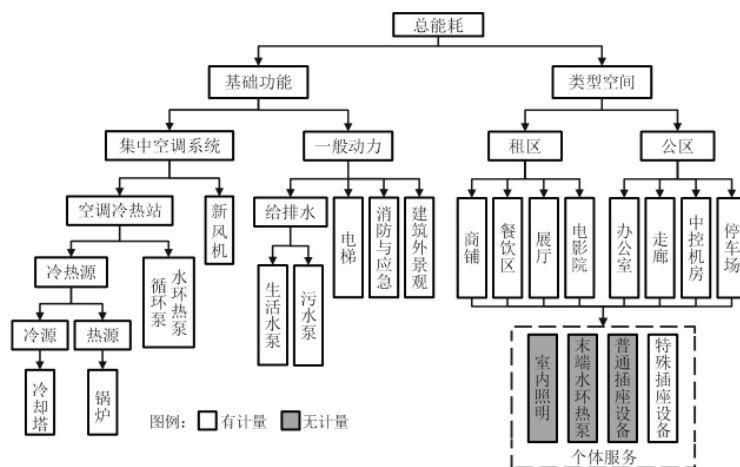 总能耗
基础功能
类型空间
集中空调系统
一般动力
租区
公区
空调冷热站
新风机
给排水
电梯
消防与应急
建筑外景观
商铺
餐饮区
展厅
电影院
办公室
走廊
中控机房
停车场
冷热源
水环热泵
循环泵
生活水泵
污水泵
冷源
热源
冷却塔
锅炉
室内照明
末端水环热泵
普通插座设备
特殊插座设备
图例：
有计量
无计量
个体服务